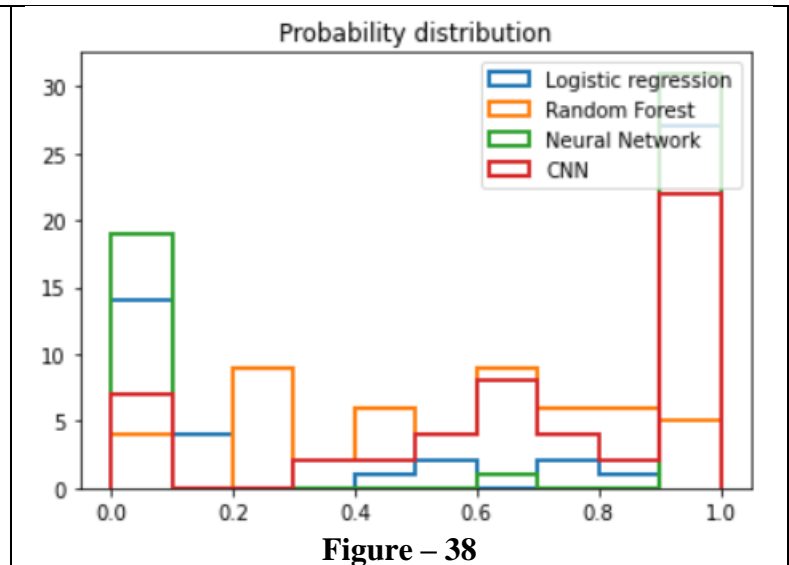 Probability distribution
Logistic regression
Random Forest
Neural Network
CNN
30
25
20
15
10
5
0
0.0 0.2 0.4 0.6 0.8 1.0
Figure – 38